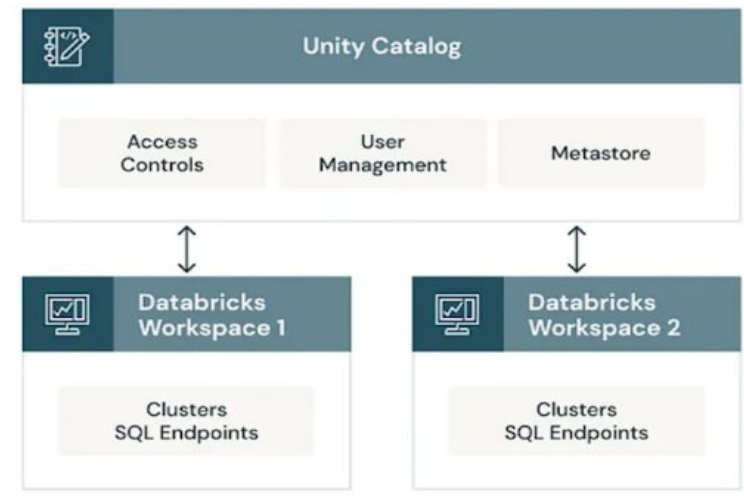 Unity Catalog
Access
Controls
User
Management
Metastore
Databricks
Workspace 1
Clusters
SQL Endpoints
Databricks
Workspace 2
Clusters
SQL Endpoints